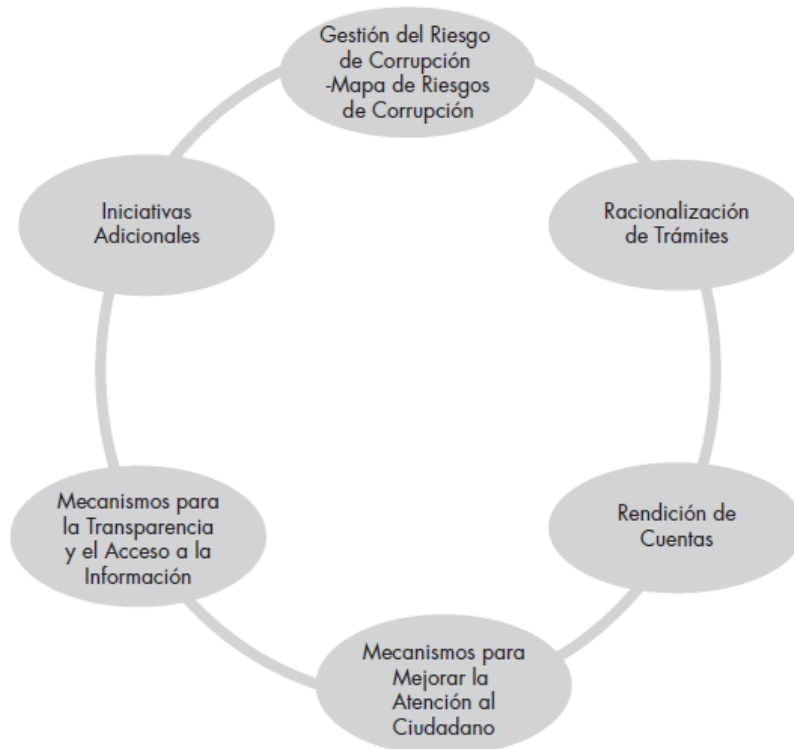 Gestión del Riesgo
de Corrupción
-Mapa de Riesgos
de Corrupción
Racionalización
de Trámites
Rendición de
Cuentas
Mecanismos para
Mejorar la
Atención al
Ciudadano
Mecanismos para
la Transparencia
y el Acceso a la
Información
Iniciativas
Adicionales